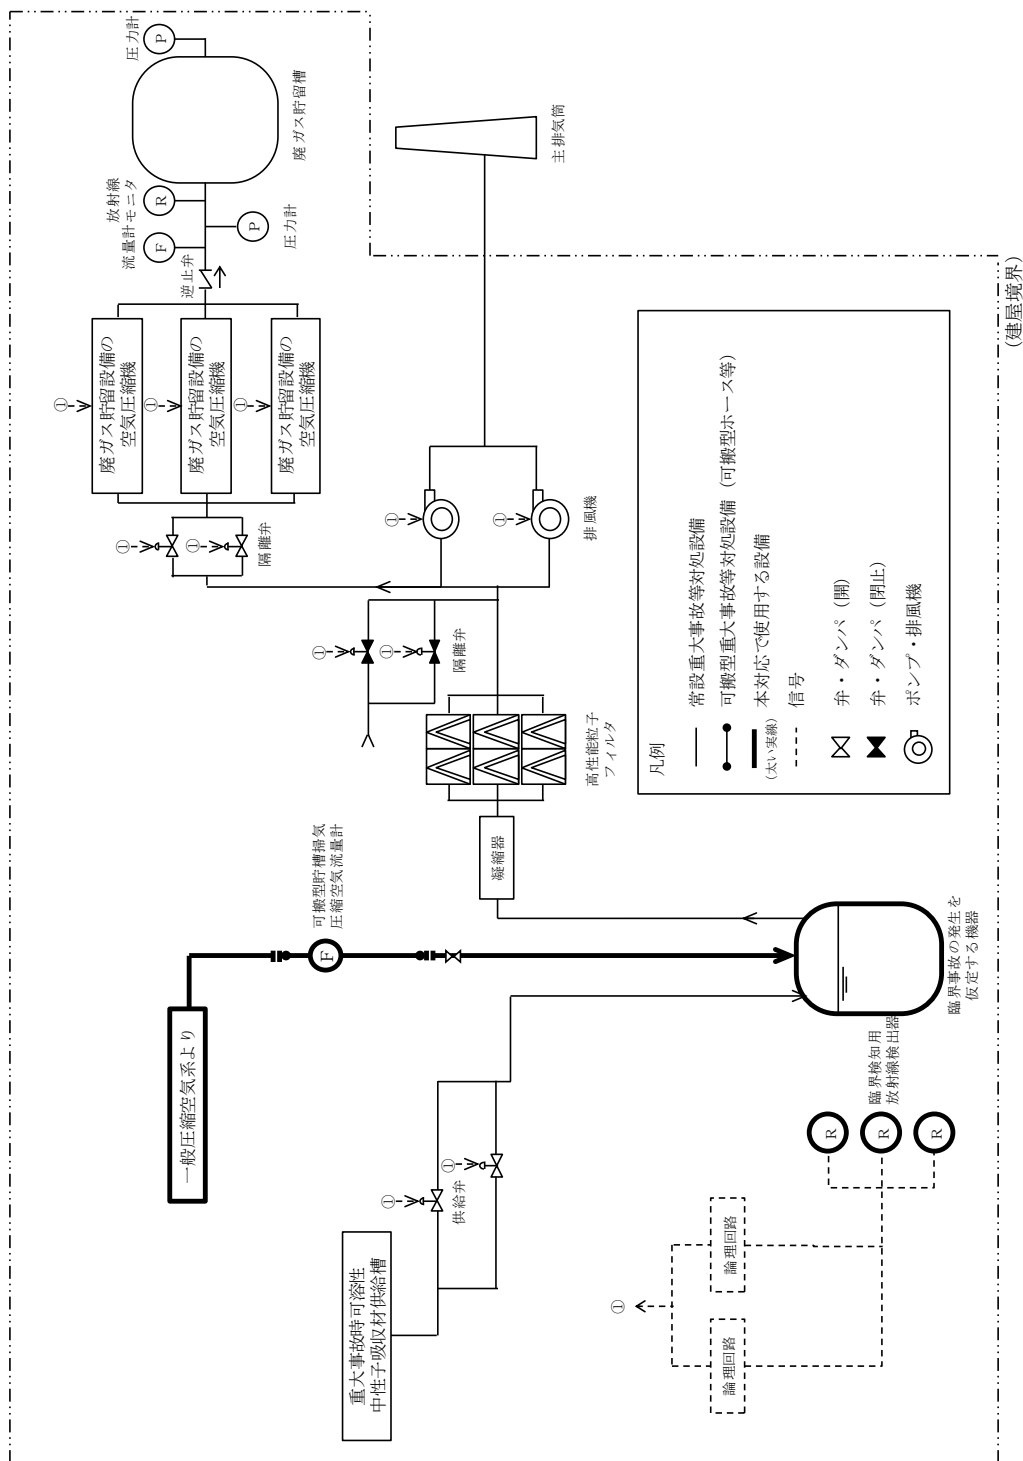 圧力計
P
廃ガス貯留槽
主排気筒
放射線
モニタ
R
流量計
F
P
圧力計
逆止弁
①
廃ガス貯留設備の
空気圧縮機
①
廃ガス貯留設備の
空気圧縮機
①
廃ガス貯留設備の
空気圧縮機
①
①
隔離弁
①
①
排風機
①
①
隔離弁
高性能粒子
フィルタ
凝縮器
可搬型貯槽掃気
圧縮空気流量計
F
一般圧縮空気系より
臨界事故の発生を
仮定する機器
臨界検知用
放射線検出器
R
R
R
①
①
供給弁
重大事故時可溶性
中性子吸収材供給槽
論理回路
論理回路
①
凡例
常設重大事故等対処設備
可搬型重大事故等対処設備（可搬型ホース等）
本対応で使用する設備
(太い実線)
信号
弁・ダンパ（開）
弁・ダンパ（閉止）
ポンプ・排風機
（建屋境界）